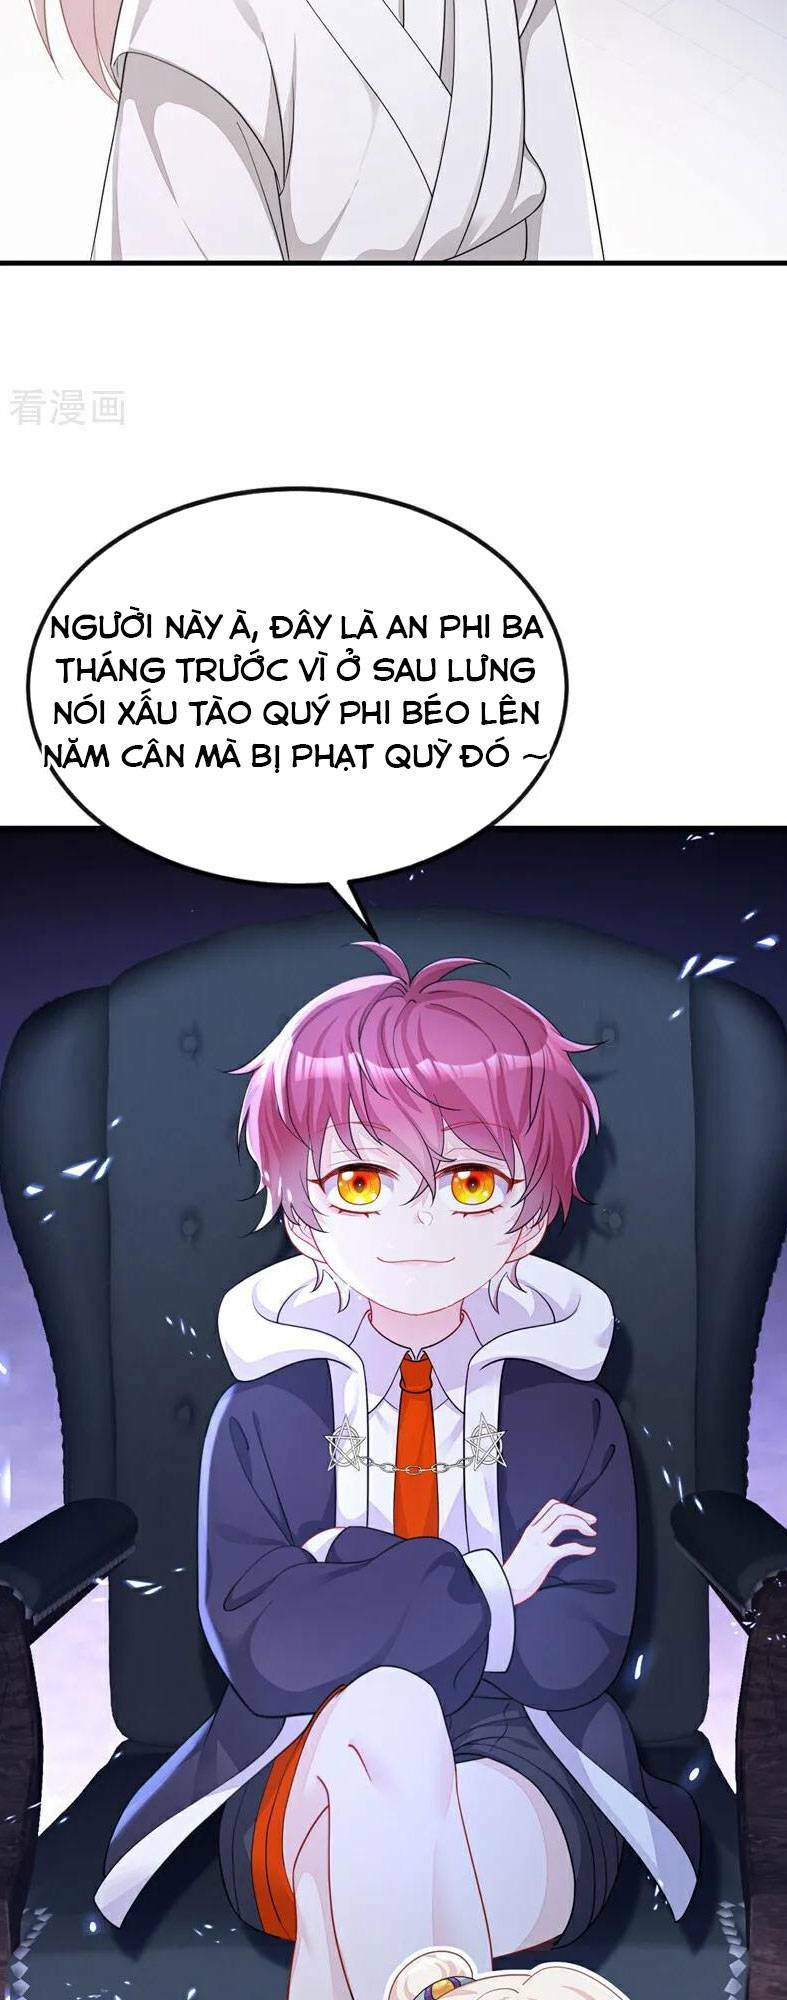 看漫画
NGƯỜI NÀY À, ĐÂY LÀ AN PHI BA
THÁNG TRƯỚC VÌ Ở SAU LƯNG
NÓI XẤU TÀO QUÝ PHI BÉO LÊN
NĂM CÂN MÀ BỊ PHẠT QUỲ ĐÓ ~